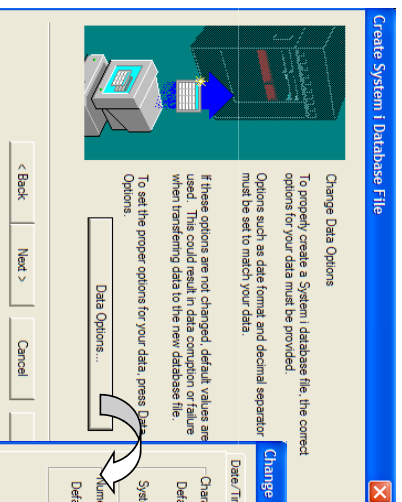 Create System i Database File
Change Data Options
To properly create a System i database file, the correct
options for your data must be provided.
Options such as date format and decimal separator
must be set to match your data.
If these options are not changed, default values are
used. This could result in data corruption or failure
when transferring data to the new database file.
To set the proper options for your data, press Data
Options.
Data Options...
< Back
Next >
Cancel
Change
Date/Tim
Chara
Defa
Syst
Nume
Defa